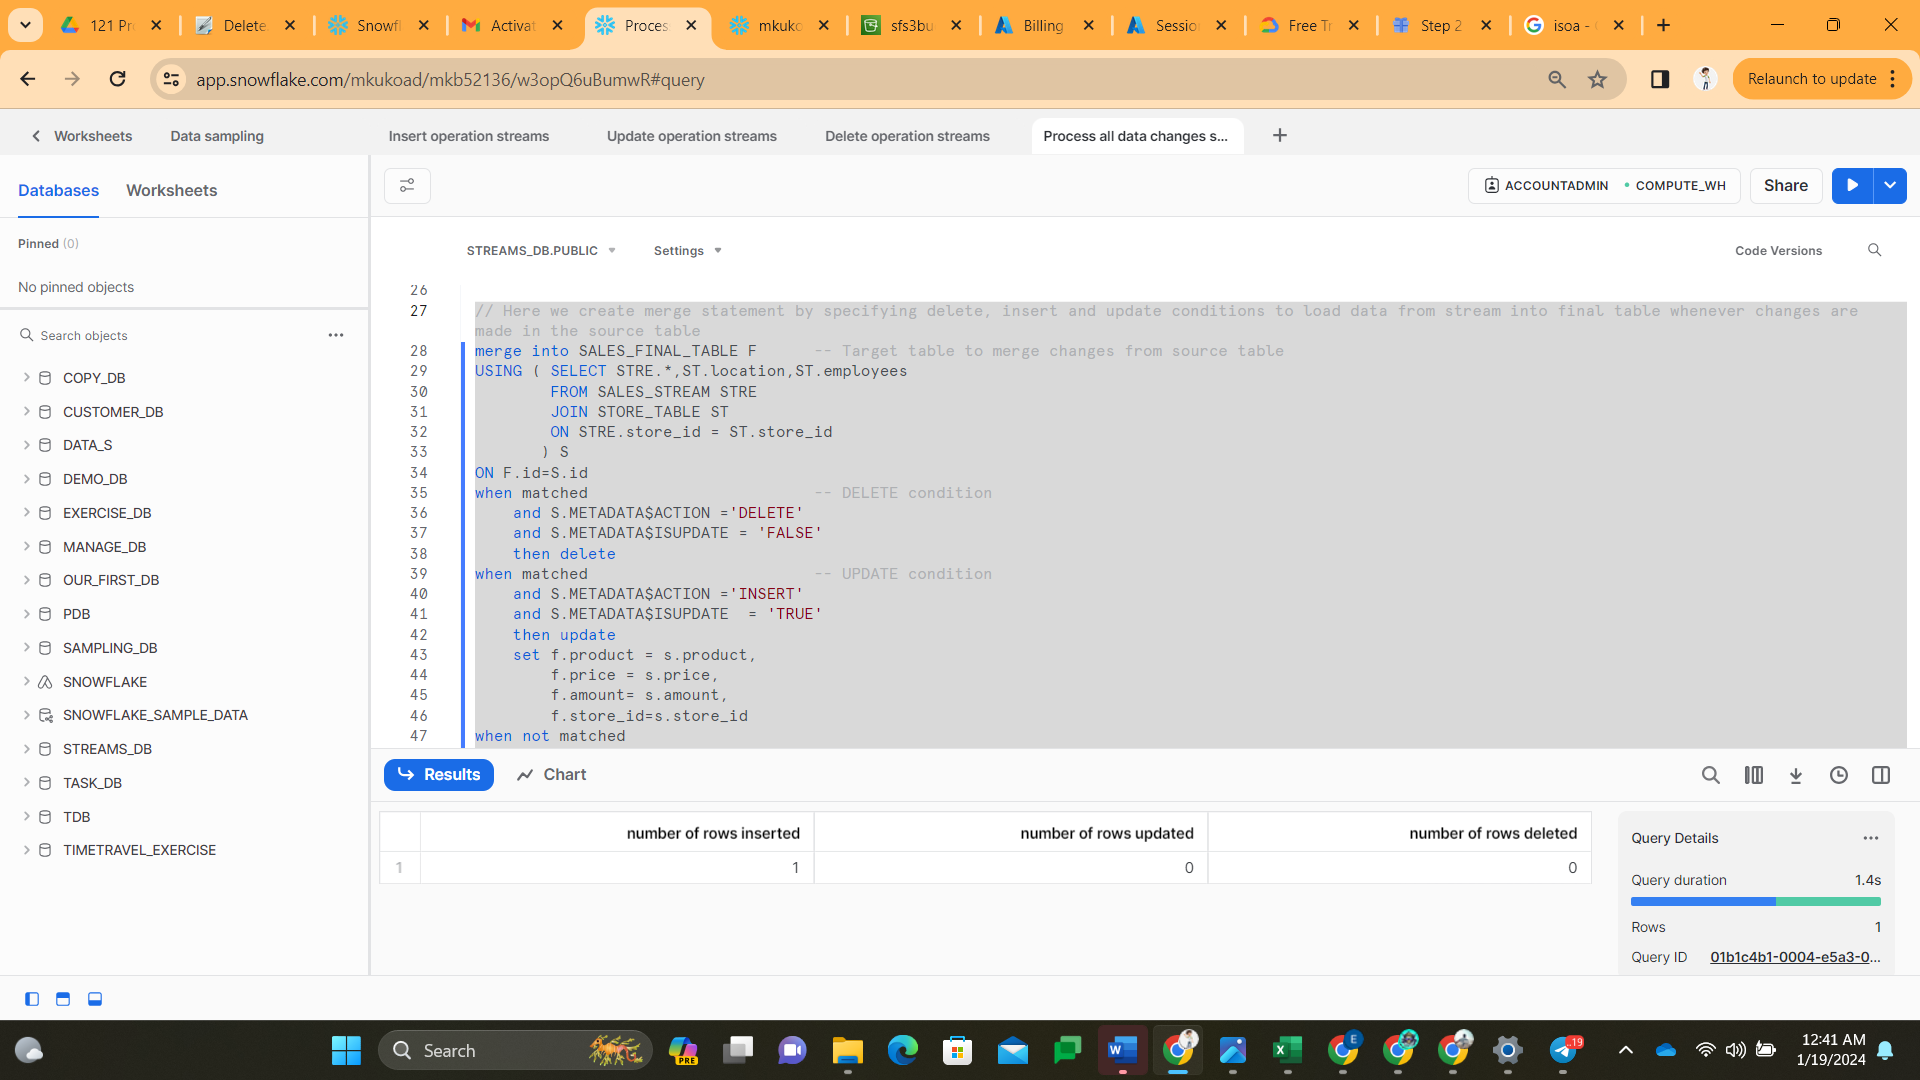 121 Pr
Delete
Snowfl
Activat
Proces
mkuko
sfs3bu
Billing
Sessio
Free Tr
Step 2
isoa -
app.snowflake.com/mkukoad/mkb52136/w3opQ6uBumwR#query
Relaunch to update
Worksheets
Data sampling
Insert operation streams
Update operation streams
Delete operation streams
Process all data changes s...
Databases
Worksheets
ACCOUNTADMIN
COMPUTE_WH
Share
Pinned (0)
No pinned objects
STREAMS_DB.PUBLIC
Settings
Code Versions
Search objects
COPY_DB
CUSTOMER_DB
DATA_S
DEMO_DB
EXERCISE_DB
MANAGE_DB
OUR_FIRST_DB
PDB
SAMPLING_DB
SNOWFLAKE
SNOWFLAKE_SAMPLE_DATA
STREAMS_DB
TASK_DB
TDB
TIMETRAVEL_EXERCISE
26
27 // Here we create merge statement by specifying delete, insert and update conditions to load data from stream into final table whenever changes are
made in the source table
28 merge into SALES_FINAL_TABLE F -- Target table to merge changes from source table
29 USING ( SELECT STRE.*,ST.location,ST.employees
30 FROM SALES_STREAM STRE
31 JOIN STORE_TABLE ST
32 ON STRE.store_id = ST.store_id
33 ) S
34 ON F.id=S.id
35 when matched -- DELETE condition
36 and S.METADATA$ACTION ='DELETE'
37 and S.METADATA$ISUPDATE = 'FALSE'
38 then delete
39 when matched -- UPDATE condition
40 and S.METADATA$ACTION ='INSERT'
41 and S.METADATA$ISUPDATE = 'TRUE'
42 then update
43 set f.product = s.product,
44 f.price = s.price,
45 f.amount= s.amount,
46 f.store_id=s.store_id
47 when not matched
Results
Chart
number of rows inserted number of rows updated number of rows deleted
1 1 0 0
Query Details
Query duration 1.4s
Rows 1
Query ID 01b1c4b1-0004-e5a3-0...
Search
PRE
E
19
12:41 AM
1/19/2024